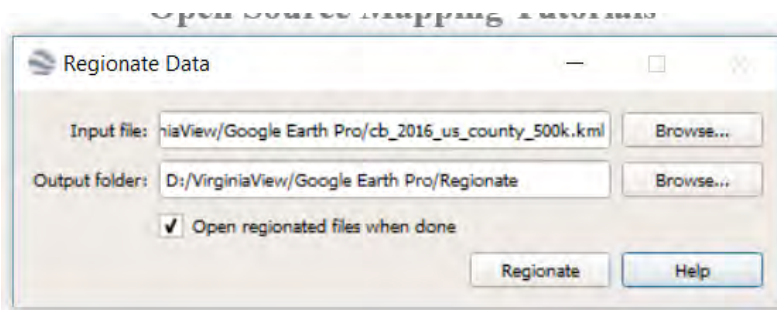 Open Source Mapping Tutorials
Regionate Data
Input file: niaView/Google Earth Pro/cb_2016_us_county_500k.kml Browse...
Output folder: D:/VirginiaView/Google Earth Pro/Regionate Browse...
Open regionated files when done
Regionate Help